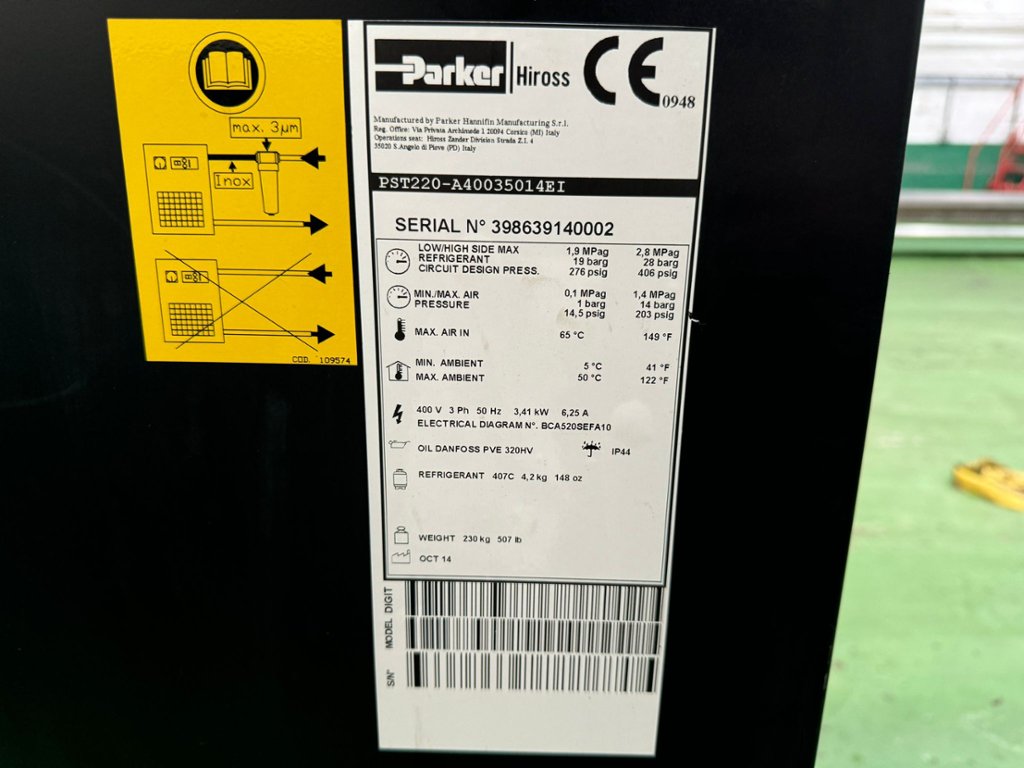 max. 3µm
Inox
COD. 109574
Parker Hiross CE 0948
Manufactured by Parker Hannifin Manufacturing S.r.l.
Reg. Office: Via Privata Archimede 1 20094 Corsico (MI) Italy
Operations seat: Hiross Zander Division Strada Z.I. 4
35020 S.Angelo di Piove (PD) Italy
PST220-A40035014EI
SERIAL N° 398639140002
LOW/HIGH SIDE MAX 1,9 MPag 2,8 MPag
REFRIGERANT 19 barg 28 barg
CIRCUIT DESIGN PRESS. 276 psig 406 psig
MIN./MAX. AIR 0,1 MPag 1,4 MPag
PRESSURE 1 barg 14 barg
14,5 psig 203 psig
MAX. AIR IN 65 °C 149 °F
MIN. AMBIENT 5 °C 41 °F
MAX. AMBIENT 50 °C 122 °F
400 V 3 Ph 50 Hz 3,41 kW 6,25 A
ELECTRICAL DIAGRAM N°. BCA520SEFA10
OIL DANFOSS PVE 320HV IP44
REFRIGERANT 407C 4,2 kg 148 oz
WEIGHT 230 kg 507 lb
OCT 14
MODEL DIGIT
S/N°